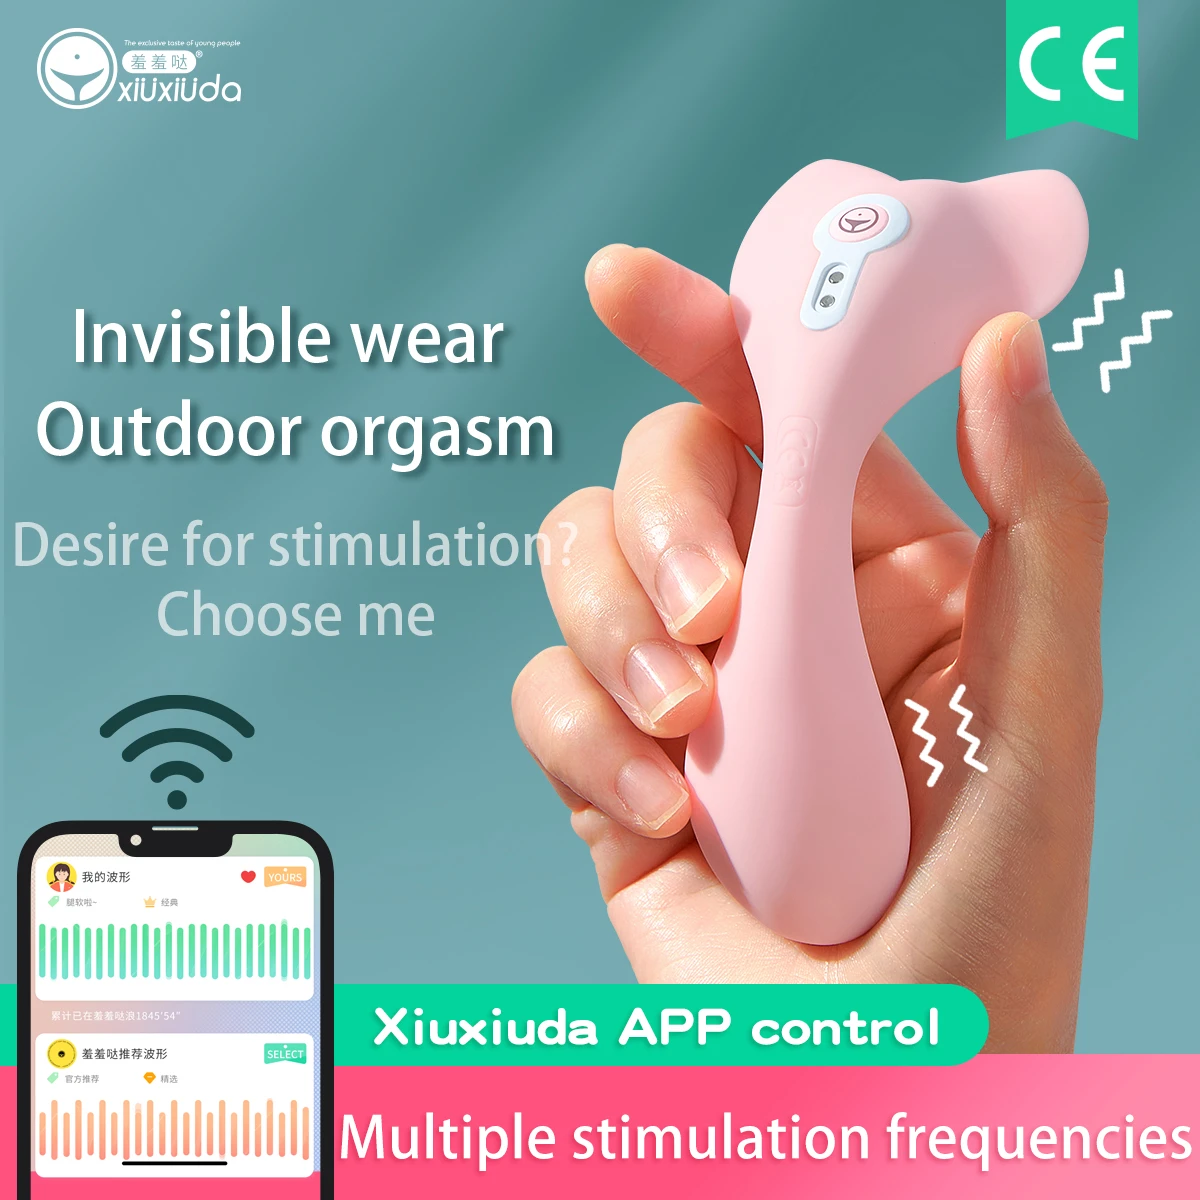 The exclusive taste of young people
羞羞哒®
xiUxiUda
CE
Invisible wear
Outdoor orgasm
Desire for stimulation?
Choose me
我的波形
YOURS
腿软啦~
经典
累计已在羞羞哒浪1845'54"
羞羞哒推荐波形
SELECT
官方推荐
精选
Xiuxiuda APP control
Multiple stimulation frequencies